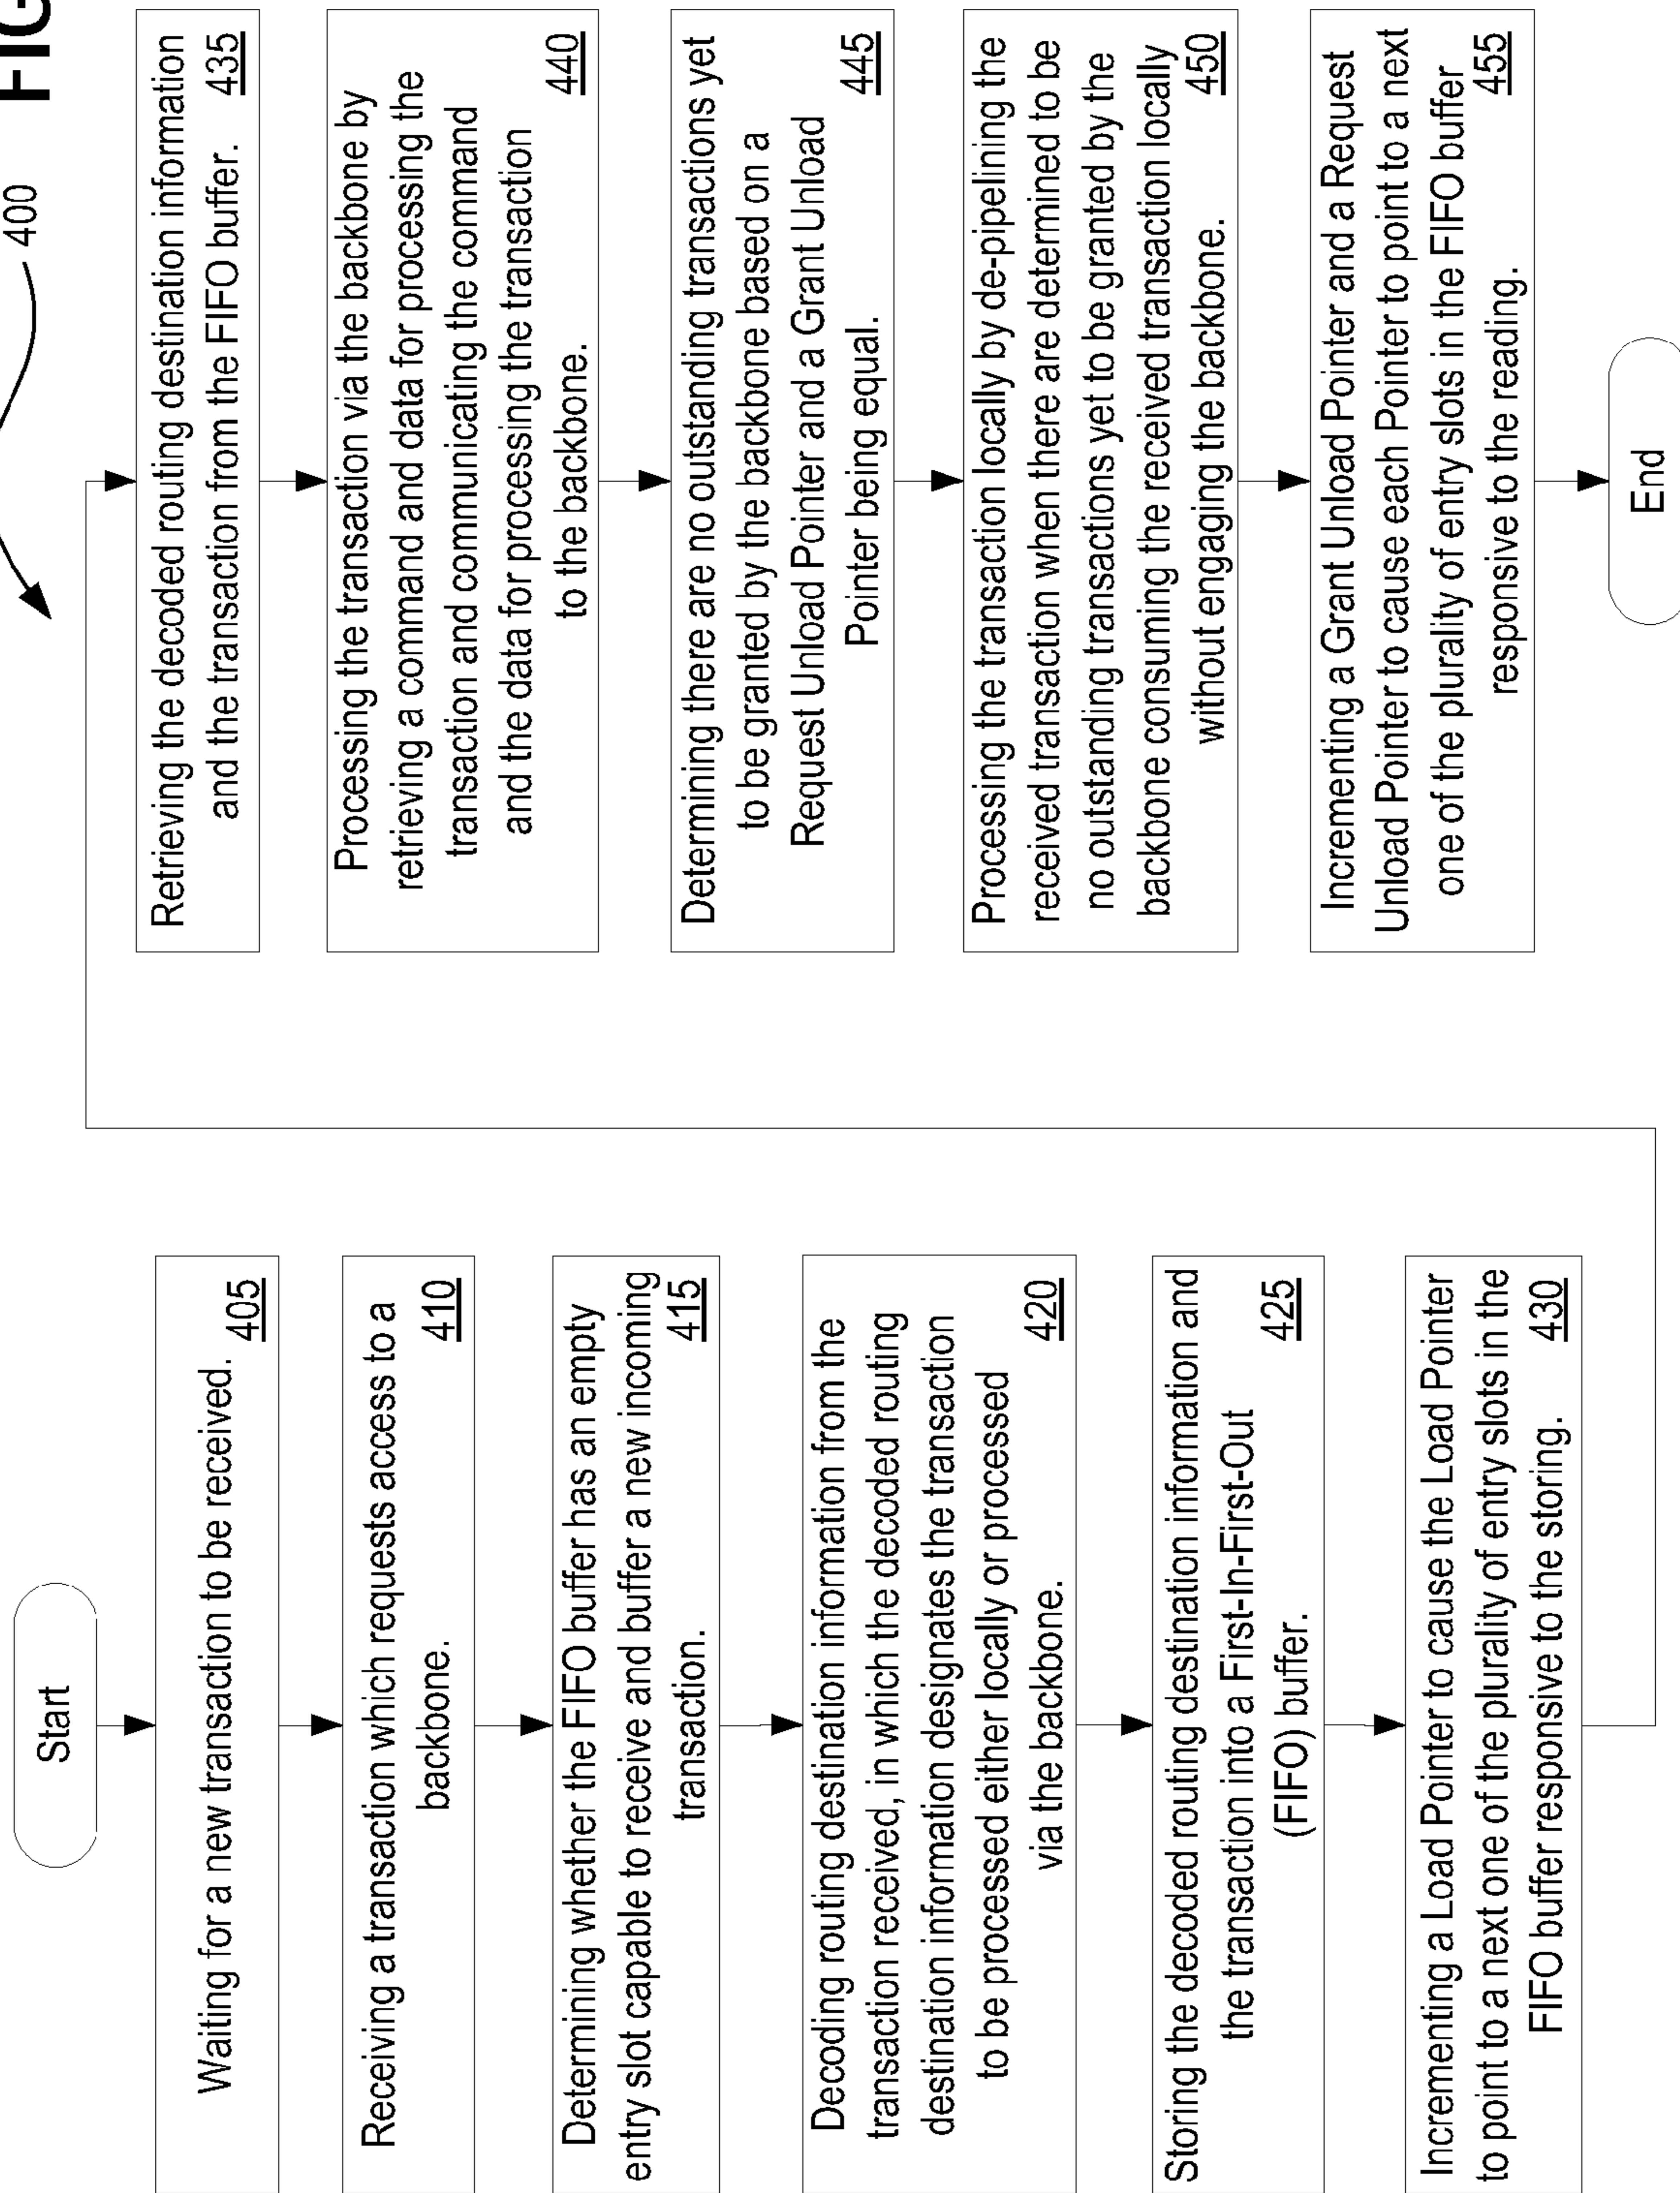 FIG
400
Start
Waiting for a new transaction to be received.
405
Receiving a transaction which requests access to a
410
backbone.
Determining whether the FIFO buffer has an empty
entry slot capable to receive and buffer a new incoming
transaction.
415
Decoding routing destination information from the
transaction received, in which the decoded routing
destination information designates the transaction
to be processed either locally or processed
via the backbone.
420
Storing the decoded routing destination information and
the transaction into a First-In-First-Out
(FIFO) buffer.
425
Incrementing a Load Pointer to cause the Load Pointer
to point to a next one of the plurality of entry slots in the
FIFO buffer responsive to the storing.
430
Retrieving the decoded routing destination information
and the transaction from the FIFO buffer.
435
Processing the transaction via the backbone by
retrieving a command and data for processing the
transaction and communicating the command
and the data for processing the transaction
to the backbone.
440
Determining there are no outstanding transactions yet
to be granted by the backbone based on a
Request Unload Pointer and a Grant Unload
Pointer being equal.
445
Processing the transaction locally by de-pipelining the
received transaction when there are determined to be
no outstanding transactions yet to be granted by the
backbone consuming the received transaction locally
without engaging the backbone.
450
Incrementing a Grant Unload Pointer and a Request
Unload Pointer to cause each Pointer to point to a next
one of the plurality of entry slots in the FIFO buffer
responsive to the reading.
455
End